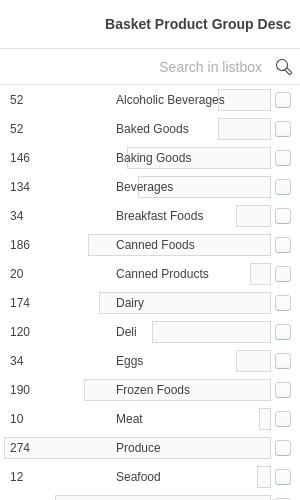 Basket Product Group Desc
Search in listbox
52 Alcoholic Beverages
52 Baked Goods
146 Baking Goods
134 Beverages
34 Breakfast Foods
186 Canned Foods
20 Canned Products
174 Dairy
120 Deli
34 Eggs
190 Frozen Foods
10 Meat
274 Produce
12 Seafood